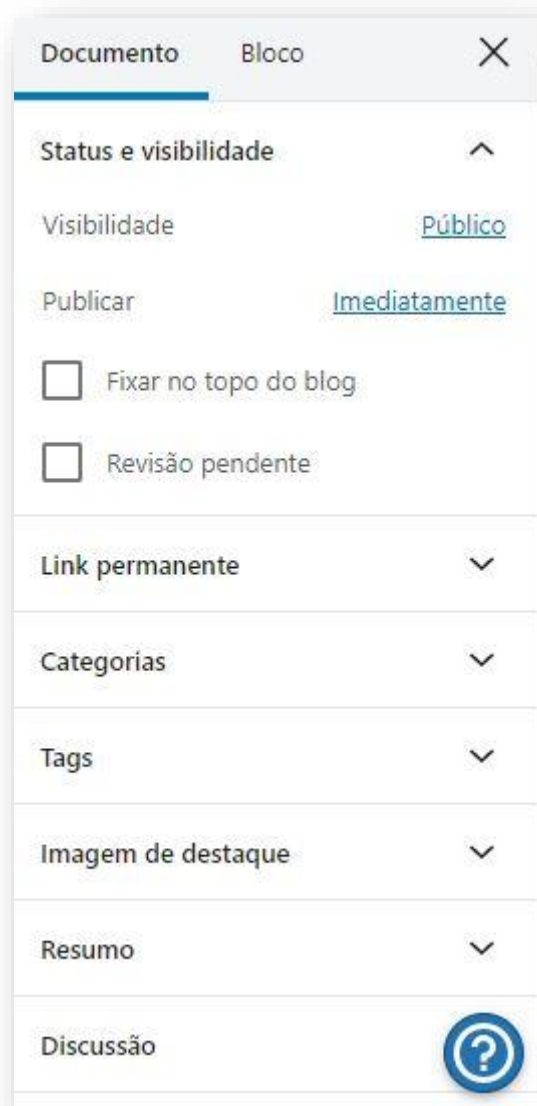 Documento Bloco
Status e visibilidade
Visibilidade Público
Publicar Imediatamente
Fixar no topo do blog
Revisão pendente
Link permanente
Categorias
Tags
Imagem de destaque
Resumo
Discussão
?